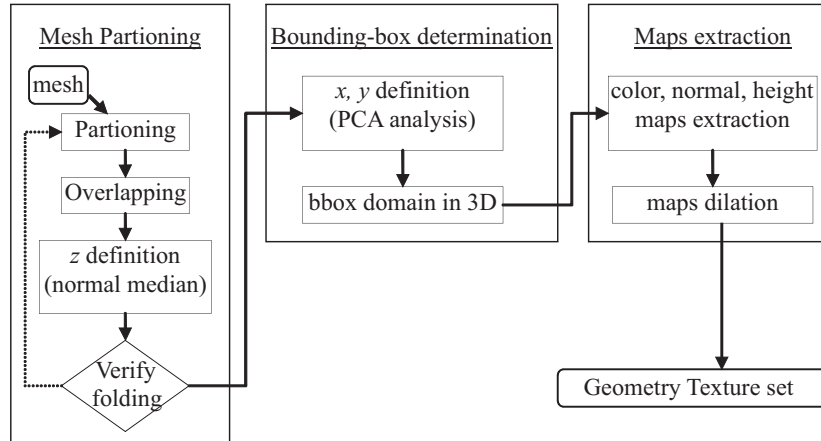 Mesh Partioning
mesh
Partioning
Overlapping
z definition
(normal median)
Verify
folding
Bounding-box determination
x, y definition
(PCA analysis)
bbox domain in 3D
Maps extraction
color, normal, height
maps extraction
maps dilation
Geometry Texture set